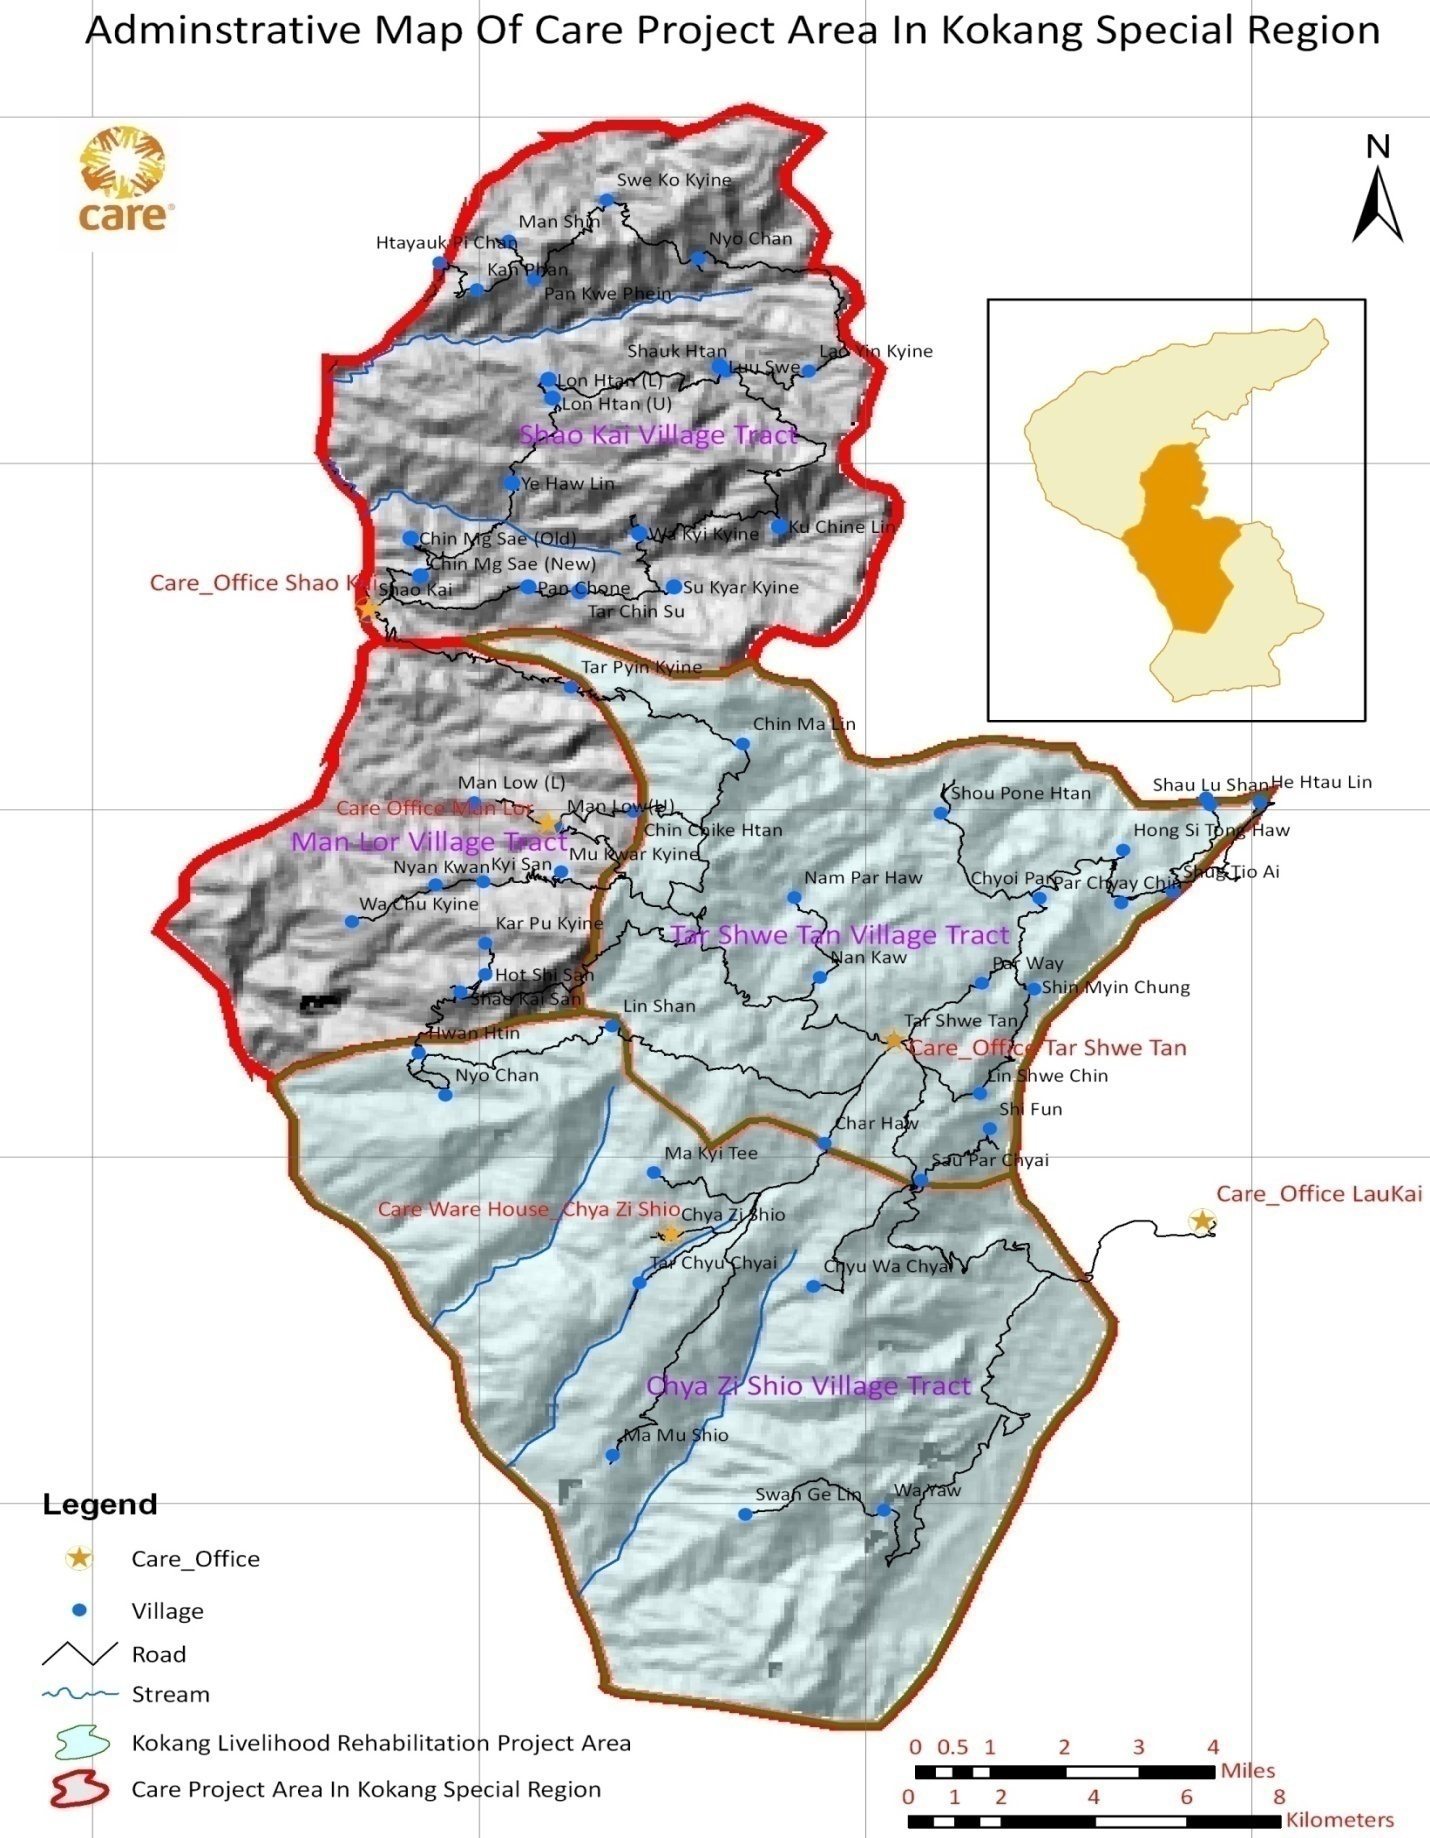 Adminstrative Map Of Care Project Area In Kokang Special Region
care®
N
Swe Ko Kyine
Man Shin
Htayauk Pi Chan
Nyo Chan
Kan Phan
Pan Kwe Phein
Shauk Htan
Lao Yin Kyine
Luu Swe
Lon Htan (L)
Lon Htan (U)
Shao Kai Village Tract
Ye Haw Lin
Ku Chine Lin
Wa Kyi Kyine
Chin Mg Sae (Old)
Chin Mg Sae (New)
Care_Office Shao Kai
Shao Kai
Pan Chone
Su Kyar Kyine
Tar Chin Su
Tar Pyin Kyine
Chin Ma Lin
Man Low (L)
Shau Lu Shan
He Htau Lin
Shou Pone Htan
Care Office Man Lor
Man Low(U)
Chin Chike Htan
Hong Si Tong Haw
Man Lor Village Tract
Mu Kwar Kyine
Nyan Kwan
Kyi San
Shug Tio Ai
Nam Par Haw
Chyoi Par
Par Chyay Chin
Wa Chu Kyine
Kar Pu Kyine
Tar Shwe Tan Village Tract
Nan Kaw
Par Way
Hot Shi San
Shin Myin Chung
Shao Kai San
Lin Shan
Tar Shwe Tan
Hwan Htin
Care_Office Tar Shwe Tan
Nyo Chan
Lin Shwe Chin
Shi Fun
Char Haw
Ma Kyi Tee
Sau Par Chyai
Care_Office LauKai
Care Ware House_Chya Zi Shio
Chya Zi Shio
Tar Chyu Chyai
Chyu Wa Chyai
Chya Zi Shio Village Tract
Ma Mu Shio
Swan Ge Lin
Wa Yaw
Legend
Care_Office
Village
Road
Stream
Kokang Livelihood Rehabilitation Project Area
Care Project Area In Kokang Special Region
0 0.5 1 2 3 4
Miles
0 1 2 4 6 8
Kilometers